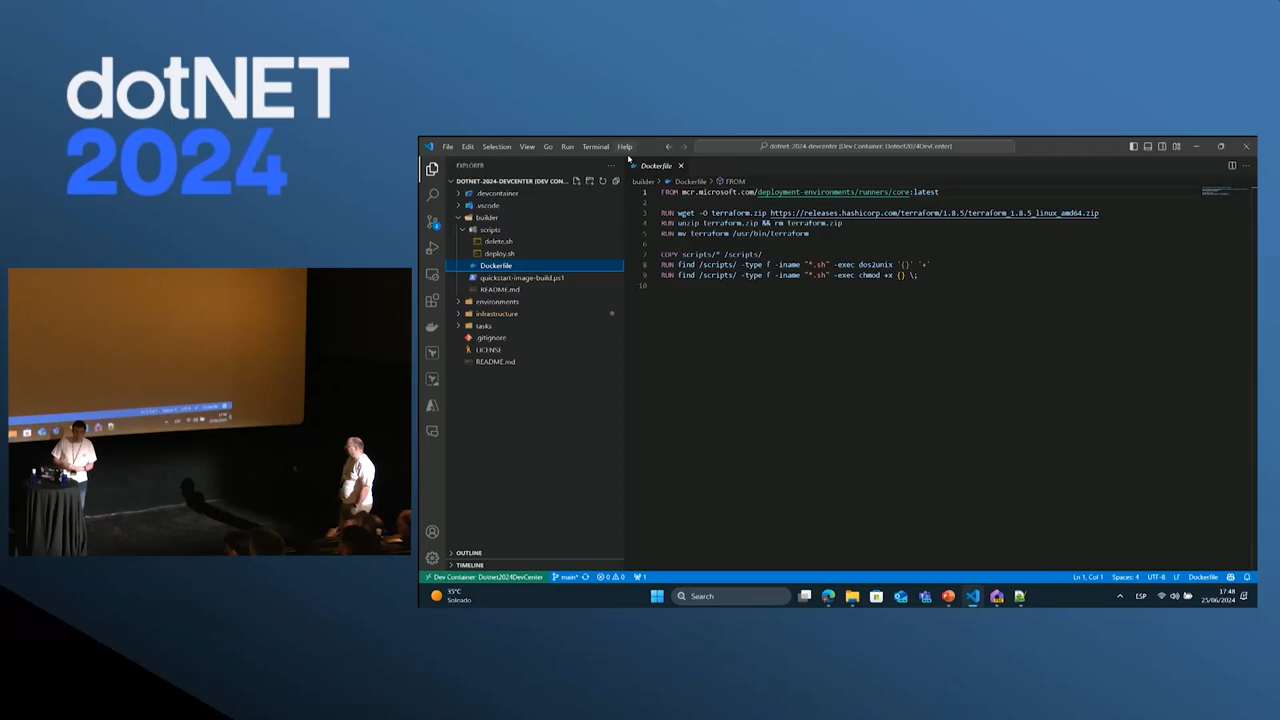 dotNET
2024
File Edit Selection View Go Run Terminal Help
dotnet-2024-devcenter [Dev Container: Dotnet2024DevCenter]
EXPLORER
DOTNET-2024-DEVCENTER [DEV CON...
.devcontainer
.vscode
builder
scripts
delete.sh
deploy.sh
Dockerfile
quickstart-image-build.ps1
README.md
environments
infrastructure
tasks
.gitignore
LICENSE
README.md
OUTLINE
TIMELINE
Dockerfile
builder > Dockerfile > FROM
1 FROM mcr.microsoft.com/deployment-environments/runners/core:latest
2
3 RUN wget -O terraform.zip https://releases.hashicorp.com/terraform/1.8.5/terraform_1.8.5_linux_amd64.zip
4 RUN unzip terraform.zip && rm terraform.zip
5 RUN mv terraform /usr/bin/terraform
6
7 COPY scripts/* /scripts/
8 RUN find /scripts/ -type f -iname "*.sh" -exec dos2unix '{}' '+'
9 RUN find /scripts/ -type f -iname "*.sh" -exec chmod +x {} \;
10
Dev Container: Dotnet2024DevCenter main* 0 0 1
Ln 1, Col 1 Spaces: 4 UTF-8 LF Dockerfile
35°C
Soleado
Search
ESP
17:48
25/06/2024